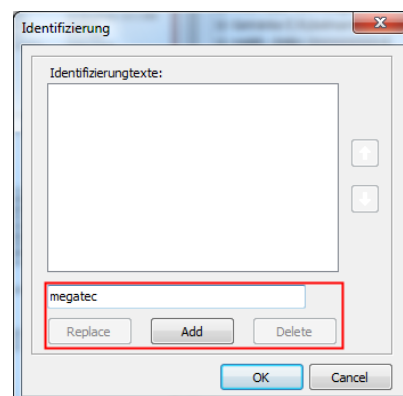 Identifizierung
Identifizierungtexte:
megatec
Replace Add Delete
OK Cancel